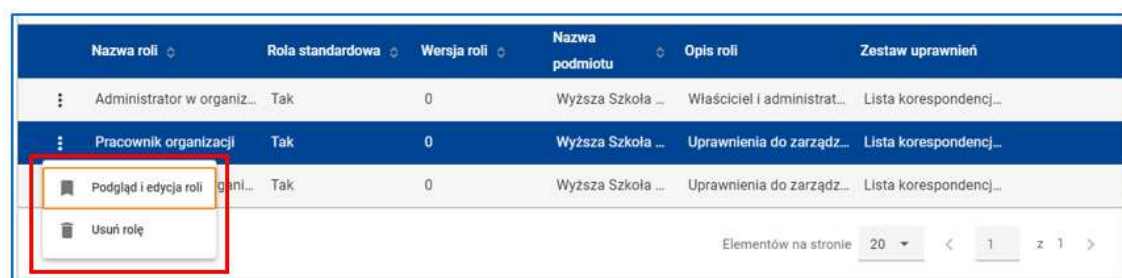 Nazwa roli Rola standardowa Wersja roli Nazwa podmiotu Opis roli Zestaw uprawnień
Administrator w organiz... Tak 0 Wyższa Szkoła ... Właściciel i administrat... Lista korespondencj...
Pracownik organizacji Tak 0 Wyższa Szkoła ... Uprawnienia do zarządz... Lista korespondencj...
Podgląd i edycja roli gani... Tak 0 Wyższa Szkoła ... Uprawnienia do zarządz... Lista korespondencj...
Usuń rolę
Elementów na stronie 20 1 z 1